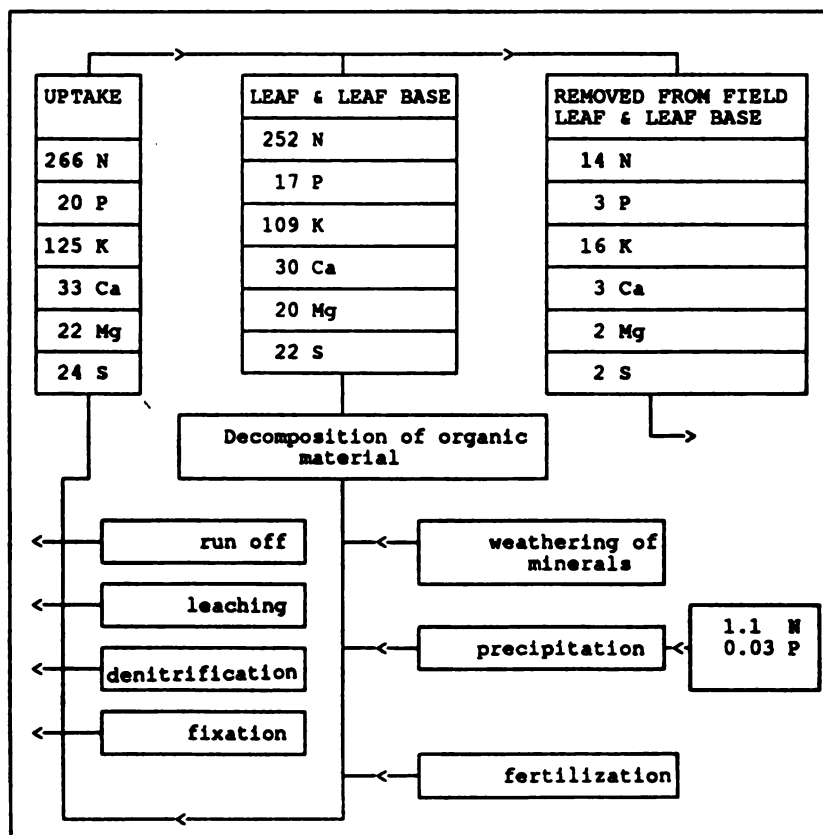 UPTAKE
266 N
20 P
125 K
33 Ca
22 Mg
24 S
LEAF & LEAF BASE
252 N
17 P
109 K
30 Ca
20 Mg
22 S
REMOVED FROM FIELD
LEAF & LEAF BASE
14 N
3 P
16 K
3 Ca
2 Mg
2 S
Decomposition of organic
material
run off
leaching
denitrification
fixation
weathering of
minerals
precipitation
1.1 N
0.03 P
fertilization